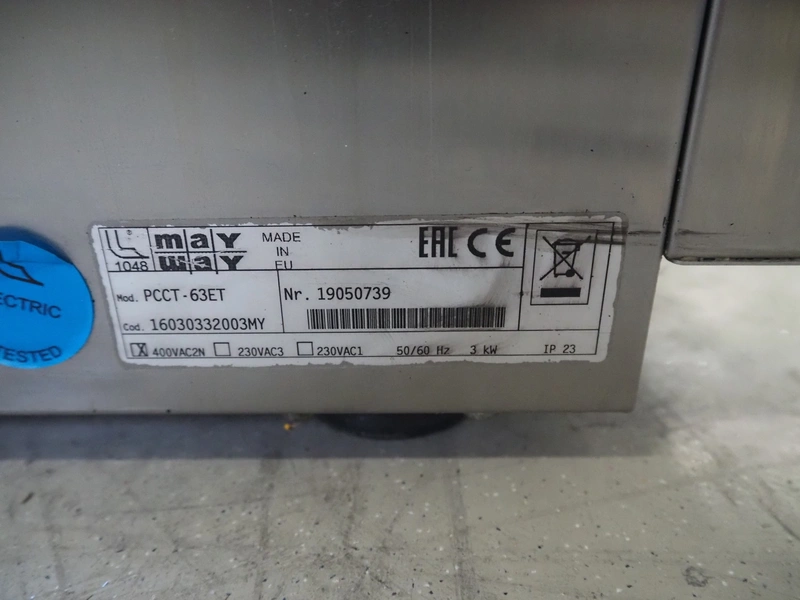 1048
may
way
MADE
IN
EU
EAC CE
Mod. PCCT-63ET
Nr. 19050739
Cod. 16030332003MY
X 400VAC2N 230VAC3 230VAC1 50/60 Hz 3 kW IP 23
ECTRIC
TESTED